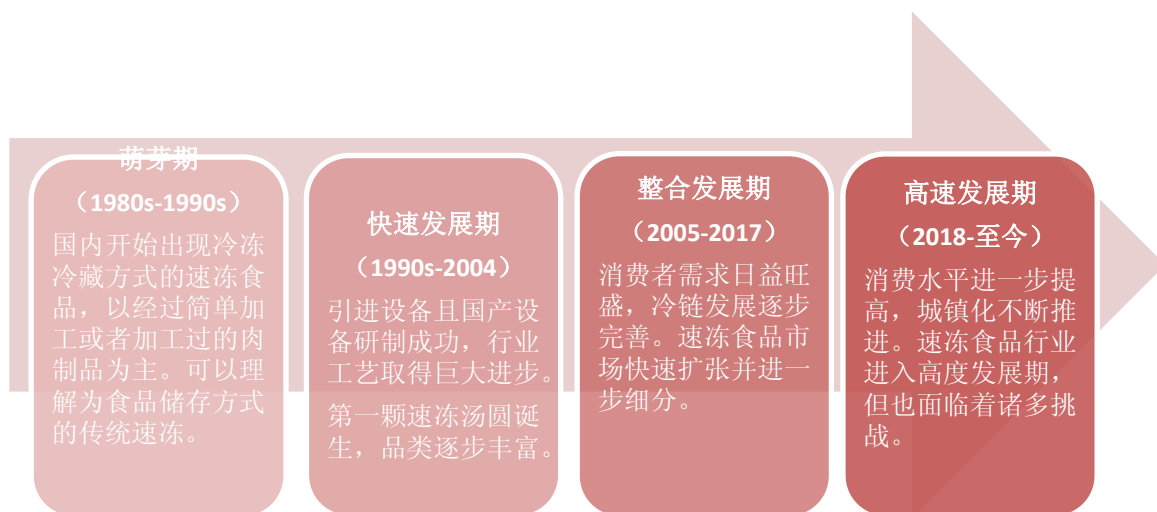 萌芽期
（1980s-1990s）
国内开始出现冷冻
冷藏方式的速冻食
品，以经过简单加
工或者加工过的肉
制品为主。可以理
解为食品储存方式
的传统速冻。
快速发展期
（1990s-2004）
引进设备且国产设
备研制成功，行业
工艺取得巨大进步。
第一颗速冻汤圆诞
生，品类逐步丰富。
整合发展期
（2005-2017）
消费者需求日益旺
盛，冷链发展逐步
完善。速冻食品市
场快速扩张并进一
步细分。
高速发展期
（2018-至今）
消费水平进一步提
高，城镇化不断推
进。速冻食品行业
进入高度发展期，
但也面临着诸多挑
战。